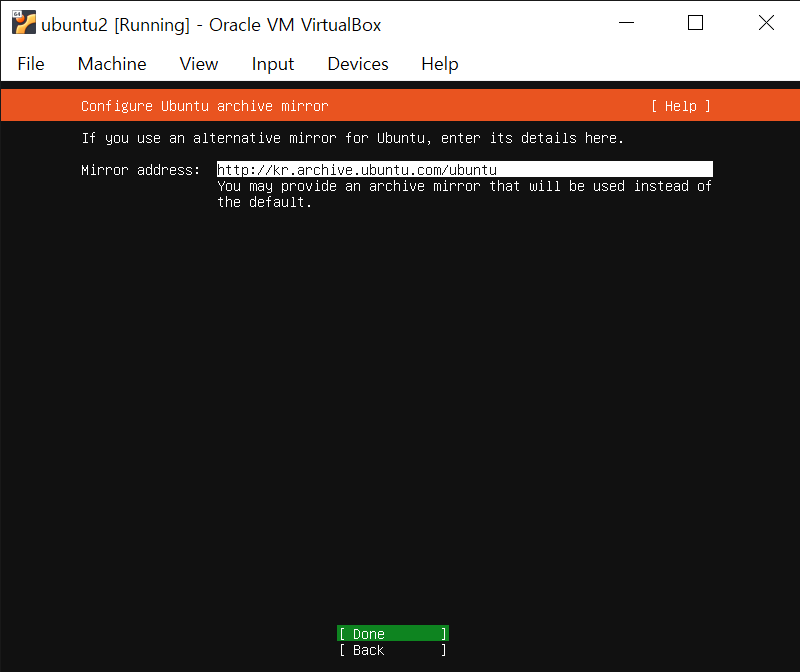 ubuntu2 [Running] - Oracle VM VirtualBox
File Machine View Input Devices Help
Configure Ubuntu archive mirror [ Help ]
If you use an alternative mirror for Ubuntu, enter its details here.
Mirror address: http://kr.archive.ubuntu.com/ubuntu
You may provide an archive mirror that will be used instead of
the default.
[ Done ]
[ Back ]